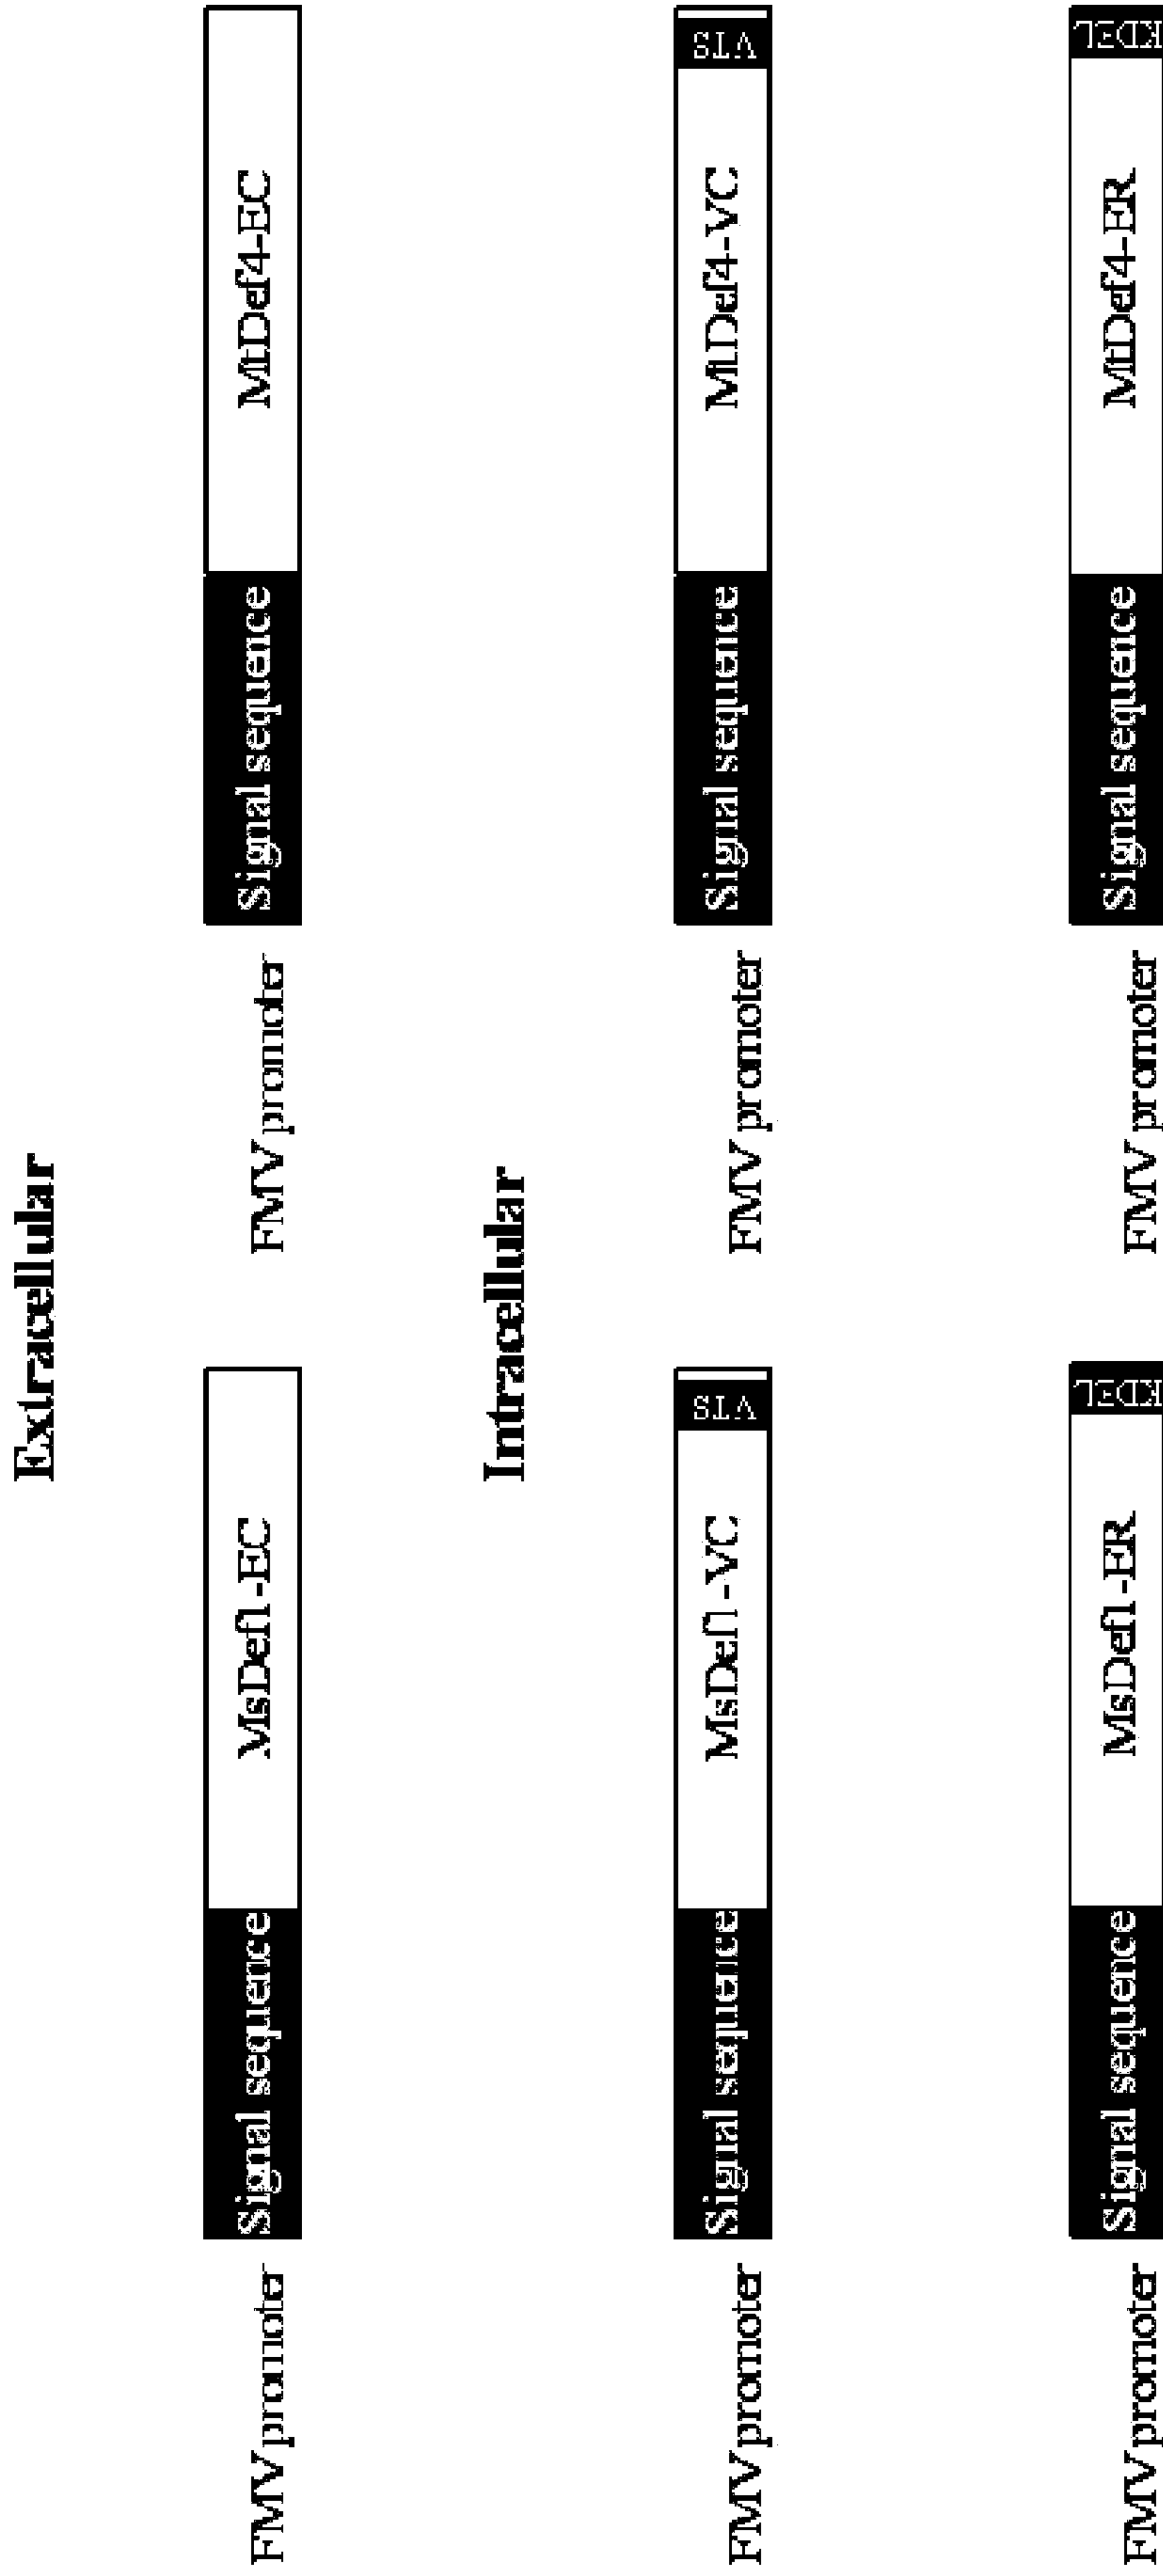 Extracellular
FMV promoter Signal sequence MsDef1-EC FMV promoter Signal sequence MtDef4-EC
Intracellular
FMV promoter Signal sequence MsDef1-VC VTS FMV promoter Signal sequence MtDef4-VC VTS
FMV promoter Signal sequence MsDef1-ER KDEL FMV promoter Signal sequence MtDef4-ER KDEL